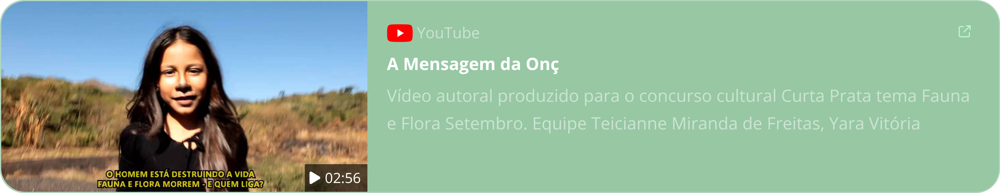 YouTube
A Mensagem da Onç
Vídeo autoral produzido para o concurso cultural Curta Prata tema Fauna
e Flora Setembro. Equipe Teicianne Miranda de Freitas, Yara Vitória
O HOMEM ESTÁ DESTRUINDO A VIDA
FAUNA E FLORA MORREM - E QUEM LIGA?
02:56